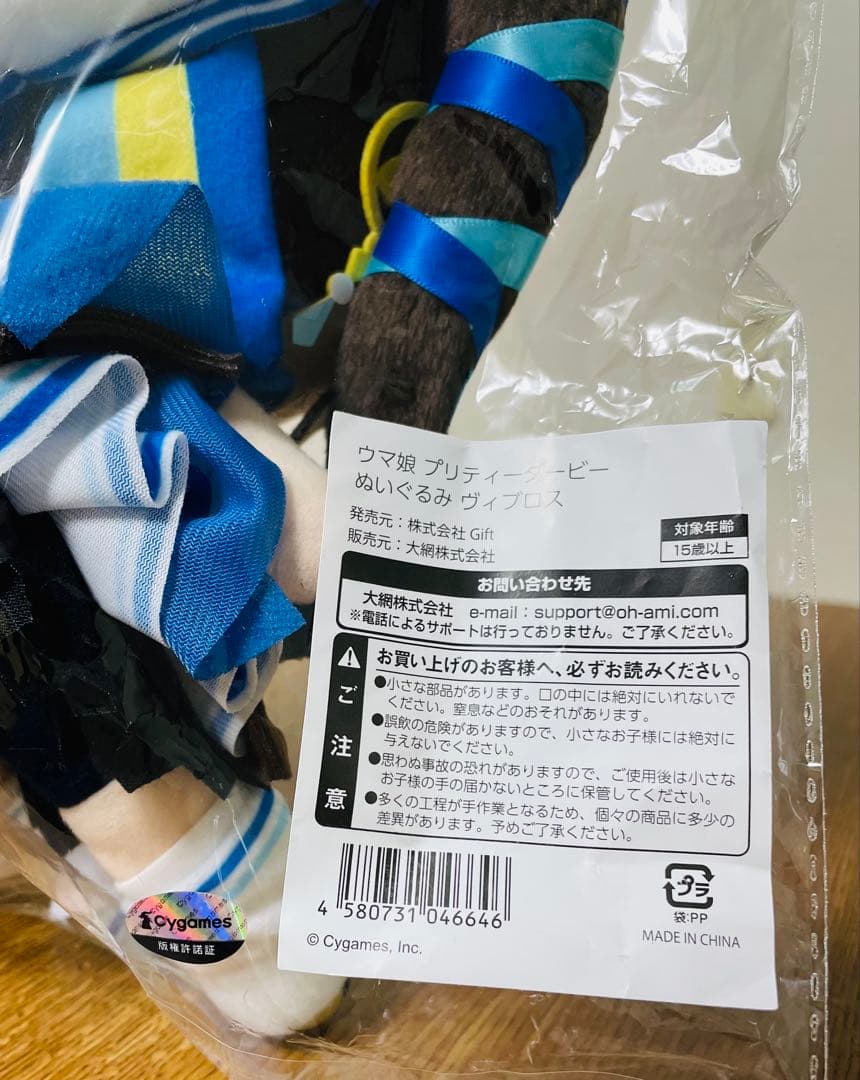 ウマ娘 プリティーダービー
ぬいぐるみ ヴィブロス
発売元：株式会社 Gift
販売元：大網株式会社
対象年齢
15歳以上
お問い合わせ先
大網株式会社 e-mail：support@oh-ami.com
※電話によるサポートは行っておりません。ご了承ください。
ご注意
お買い上げのお客様へ、必ずお読みください。
●小さな部品があります。口の中には絶対にいれないで
ください。窒息などのおそれがあります。
●誤飲の危険がありますので、小さなお子様には絶対に
与えないでください。
●思わぬ事故の恐れがありますので、ご使用後は小さな
お子様の手の届かないところに保管してください。
●多くの工程が手作業となるため、個々の商品に多少の
差異があります。予めご了承ください。
4 580731 046646
プラ
袋:PP
© Cygames, Inc.
MADE IN CHINA
Cygames
版権許諾証